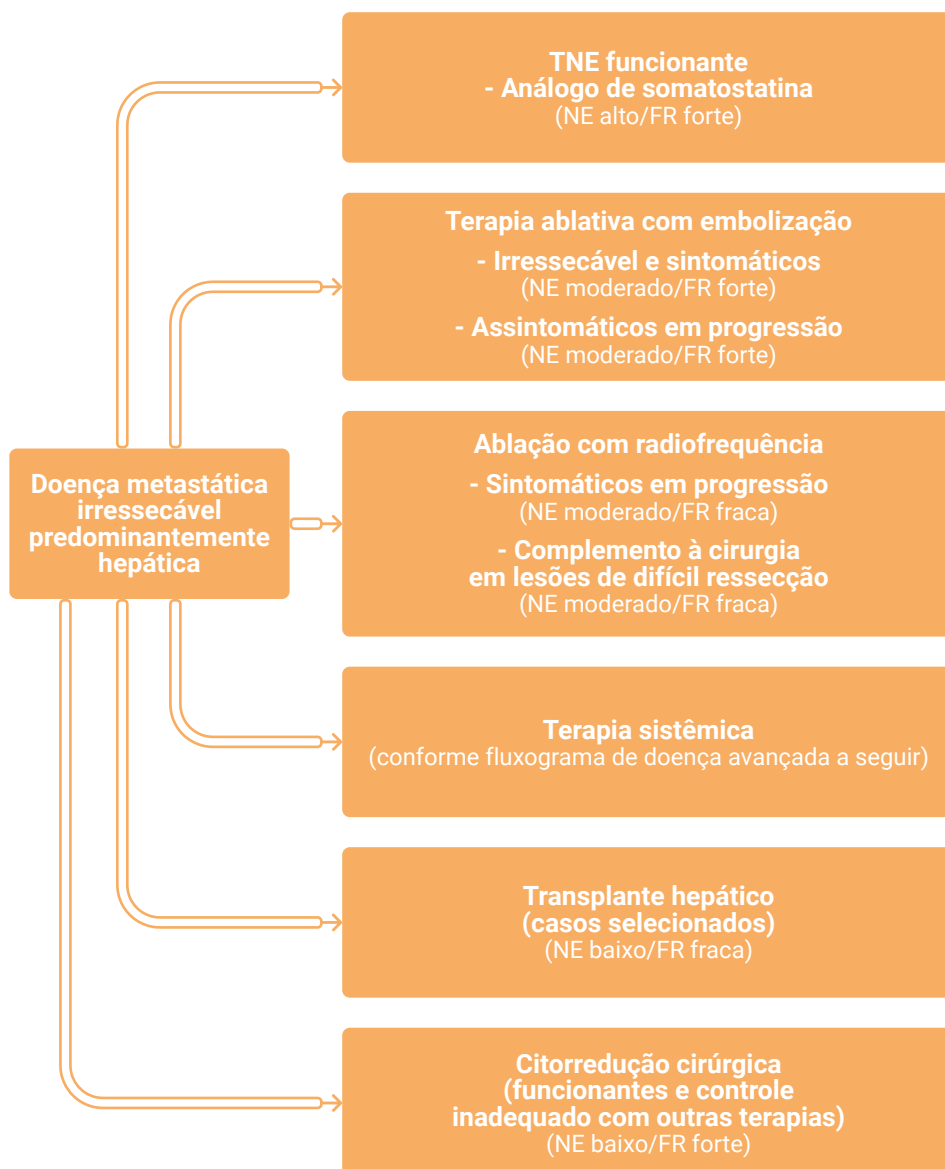 TNE funcionante
- Análogo de somatostatina
(NE alto/FR forte)
Terapia ablativa com embolização
- Irressecável e sintomáticos
(NE moderado/FR forte)
- Assintomáticos em progressão
(NE moderado/FR forte)
Ablação com radiofrequência
- Sintomáticos em progressão
(NE moderado/FR fraca)
- Complemento à cirurgia
em lesões de difícil ressecção
(NE moderado/FR fraca)
Doença metastática
irressecável
predominantemente
hepática
Terapia sistêmica
(conforme fluxograma de doença avançada a seguir)
Transplante hepático
(casos selecionados)
(NE baixo/FR fraca)
Citorredução cirúrgica
(funcionantes e controle
inadequado com outras terapias)
(NE baixo/FR forte)